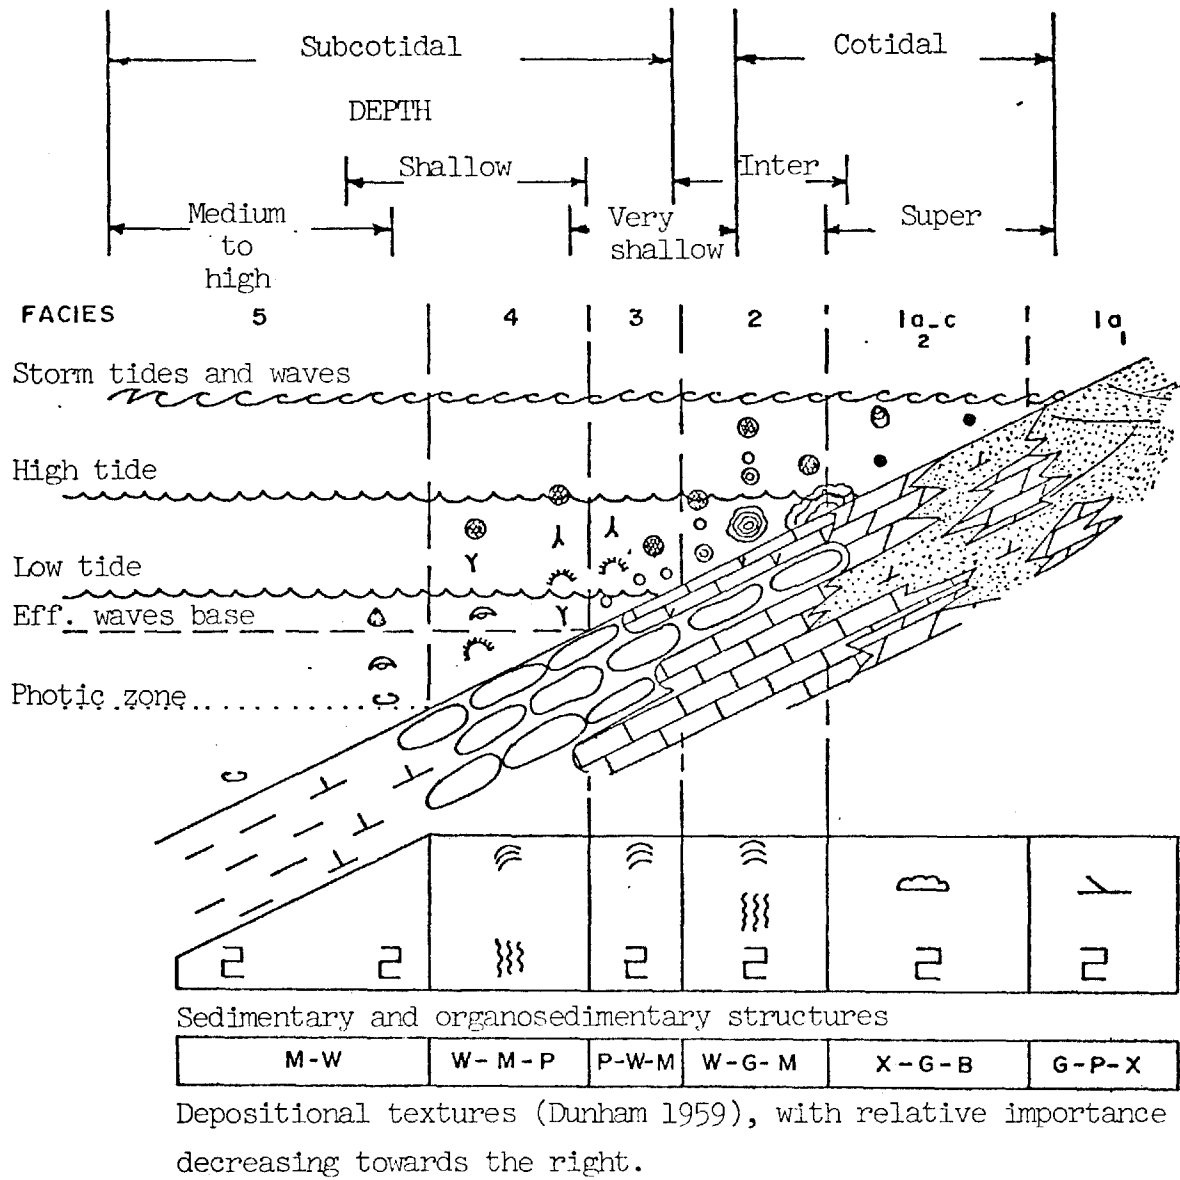 Subcotidal
Cotidal
DEPTH
Shallow
Inter
Medium
to
high
Very
shallow
Super
FACIES 5 4 3 2 1a-c 1a
2 1
Storm tides and waves
High tide
Low tide
Eff. waves base
Photic zone
Sedimentary and organosedimentary structures
M-W W-M-P P-W-M W-G-M X-G-B G-P-X
Depositional textures (Dunham 1959), with relative importance
decreasing towards the right.